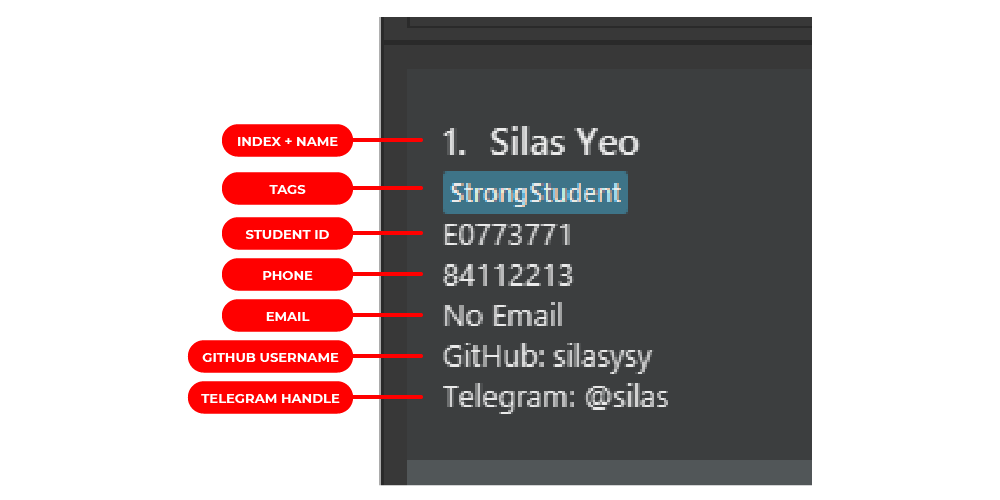 INDEX + NAME
1. Silas Yeo
TAGS
StrongStudent
STUDENT ID
E0773771
PHONE
84112213
EMAIL
No Email
GITHUB USERNAME
GitHub: silasysy
TELEGRAM HANDLE
Telegram: @silas